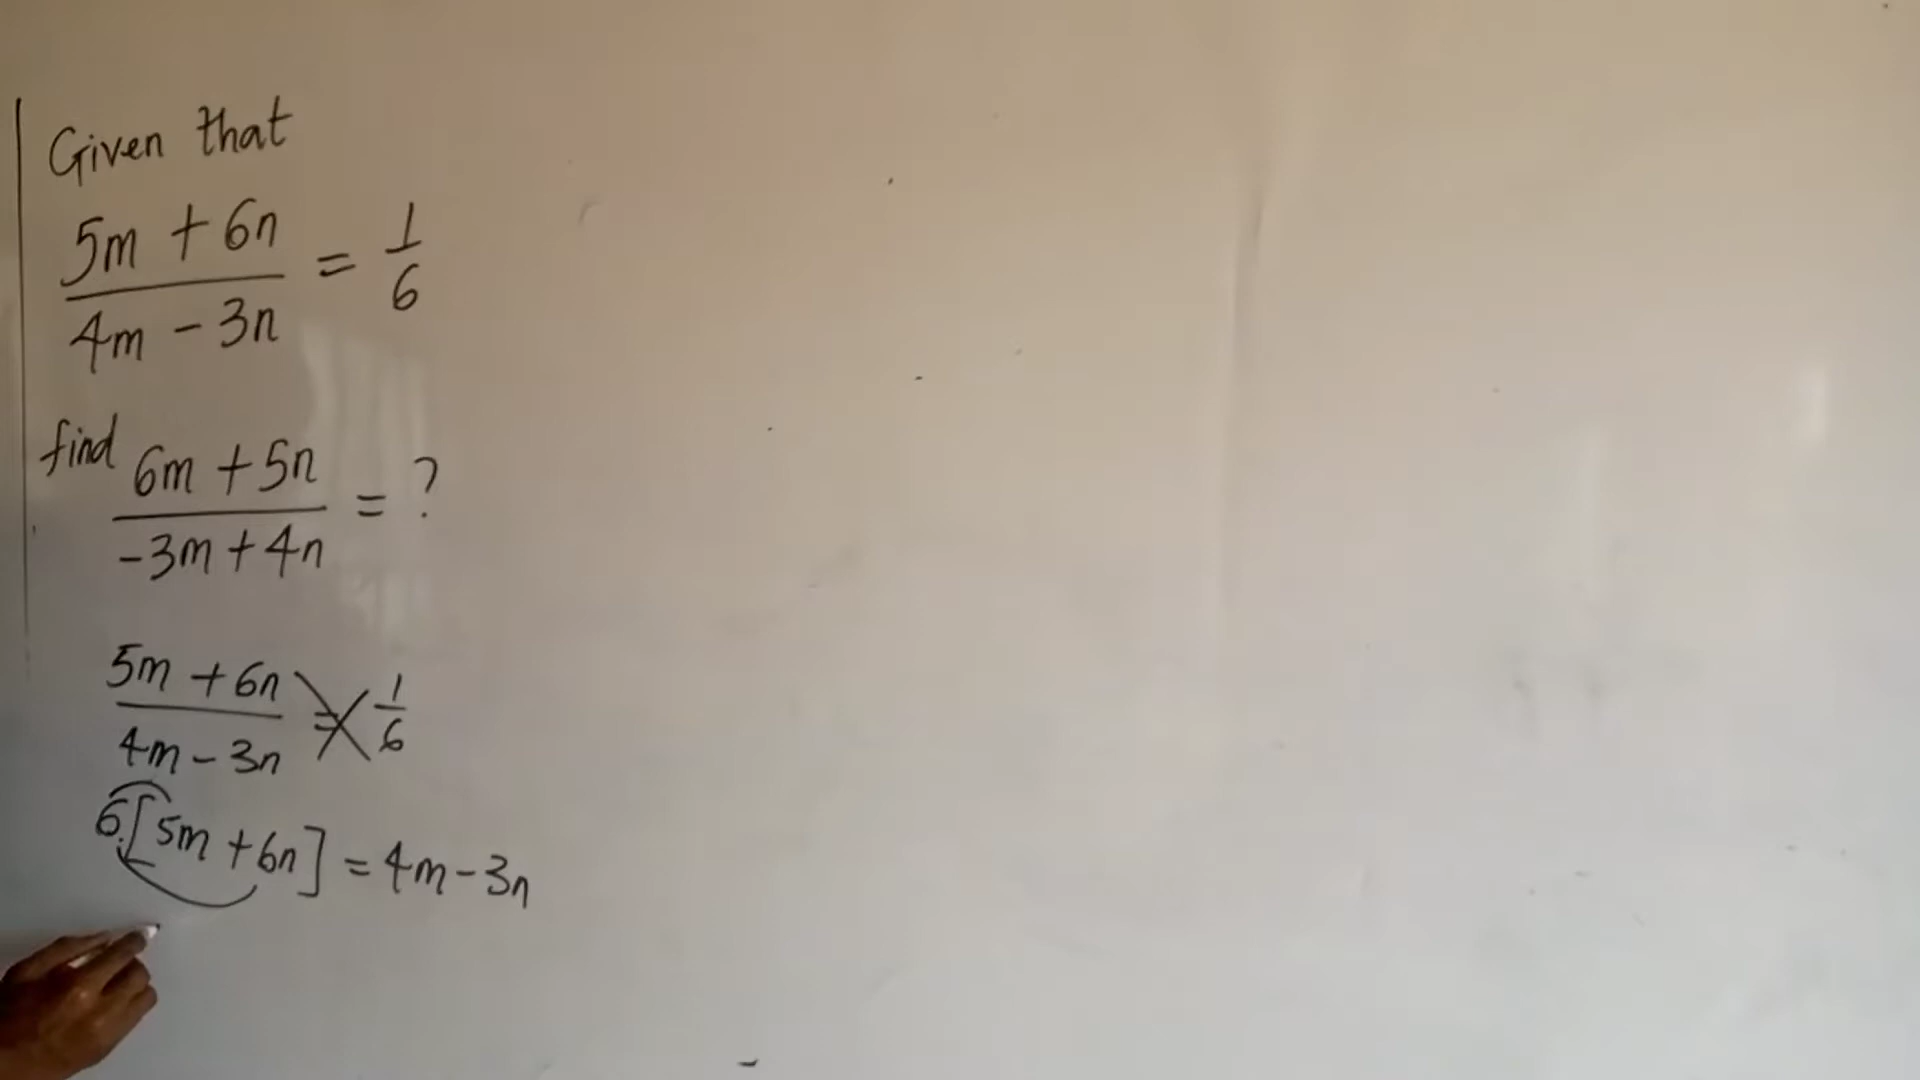 Given that
5m + 6n / 4m - 3n = 1/6
find 6m + 5n / -3m + 4n = ?
5m + 6n / 4m - 3n = 1/6
6[5m + 6n] = 4m - 3n